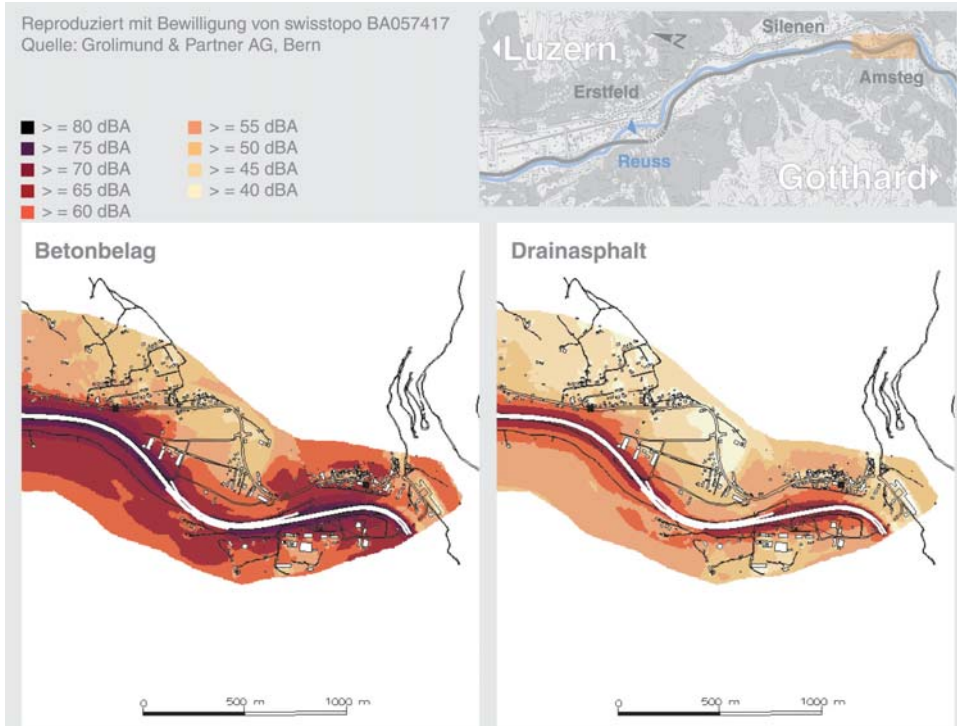 Reproduziert mit Bewilligung von swisstopo BA057417
Quelle: Grolimund & Partner AG, Bern
> = 80 dBA
> = 75 dBA
> = 70 dBA
> = 65 dBA
> = 60 dBA
> = 55 dBA
> = 50 dBA
> = 45 dBA
> = 40 dBA
Luzern
N
Silenen
Erstfeld
Amsteg
Reuss
Gotthard
Betonbelag
Drainasphalt
0 500 m 1000 m
0 500 m 1000 m